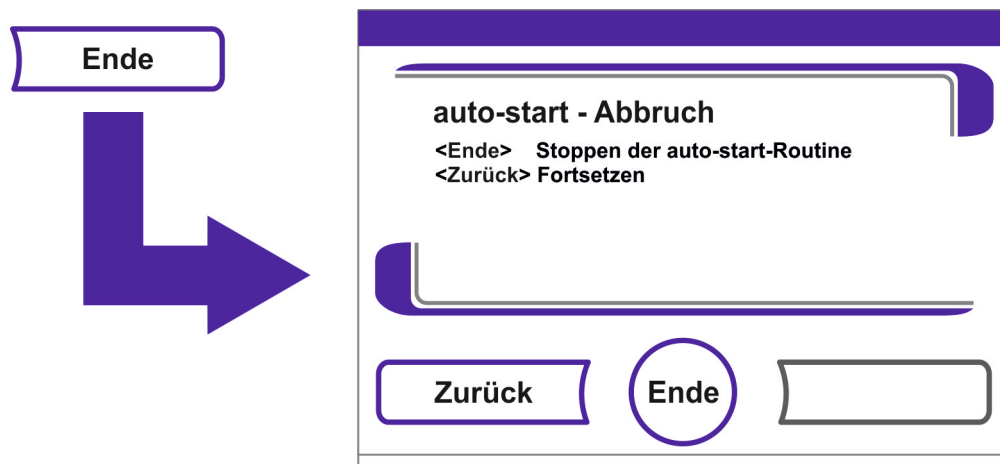 Ende
auto-start - Abbruch
<Ende> Stoppen der auto-start-Routine
<Zurück> Fortsetzen
Zurück
Ende